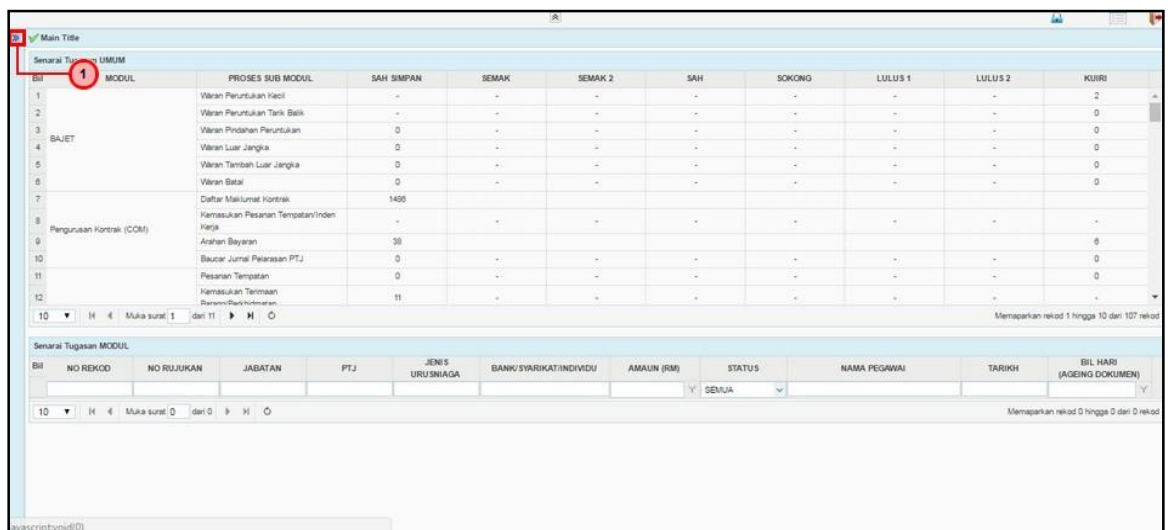 Main Title
Senarai Tugasan UMUM
1
Bil MODUL PROSES SUB MODUL SAH SIMPAN SEMAK SEMAK 2 SAH SOKONG LULUS 1 LULUS 2 KUIRI
1 Waran Peruntukan Kecil - - - - - - - 2
2 Waran Peruntukan Tarik Balik - - - - - - - 0
3 Waran Pindahan Peruntukan 0 - - - - - - 0
BAJET
4 Waran Luar Jangka 0 - - - - - - 0
5 Waran Tambah Luar Jangka 0 - - - - - - 0
6 Waran Batal 0 - - - - - - 0
7 Daftar Maklumat Kontrak 1496
8 Kemasukan Pesanan Tempatan/Inden Kerja - - - - - - - -
Pengurusan Kontrak (COM)
9 Arahan Bayaran 38 6
10 Baucar Jurnal Pelarasan PTJ 0 - - - - - - 0
11 Pesanan Tempatan 0 - - - - - - 0
12 Kemasukan Terimaan Barang/Perkhidmatan 11 - - - - - - -
10 Muka surat 1 dari 11 Memaparkan rekod 1 hingga 10 dari 107 rekod
Senarai Tugasan MODUL
Bil NO REKOD NO RUJUKAN JABATAN PTJ JENIS URUSNIAGA BANK/SYARIKAT/INDIVIDU AMAUN (RM) STATUS NAMA PEGAWAI TARIKH BIL HARI (AGEING DOKUMEN)
SEMUA
10 Muka surat 0 dari 0 Memaparkan rekod 0 hingga 0 dari 0 rekod
avascript:void(0)